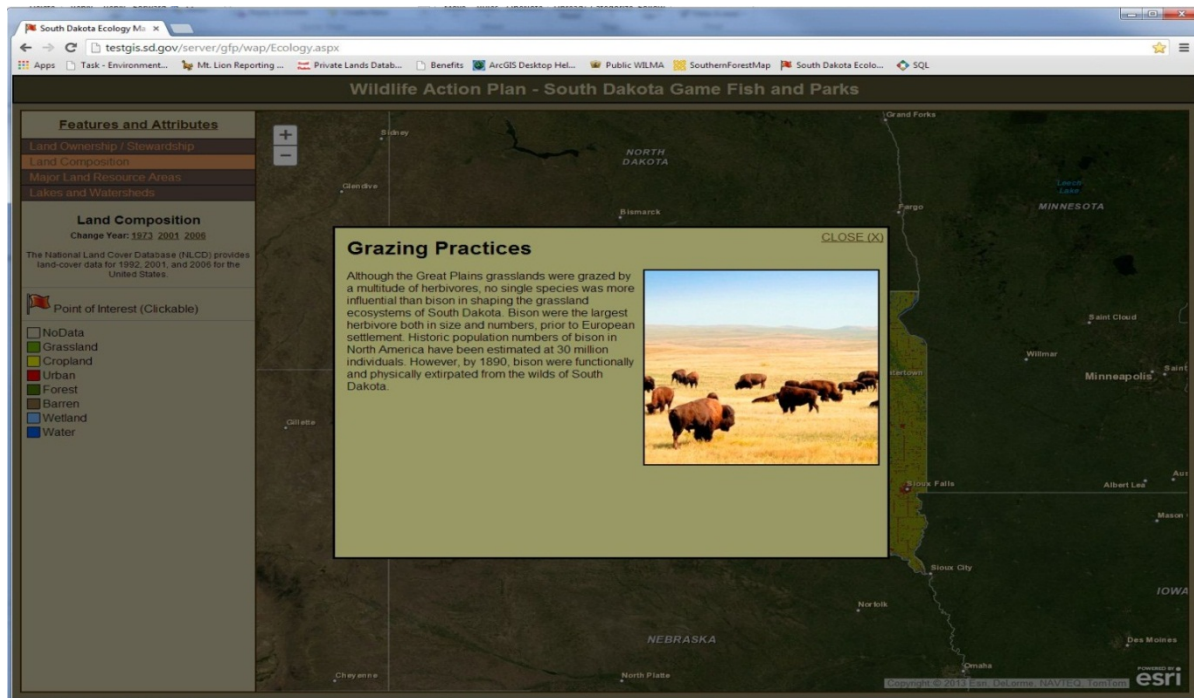 South Dakota Ecology Ma
testgis.sd.gov/server/gfp/wap/Ecology.aspx
Apps Task - Environment... Mt. Lion Reporting ... Private Lands Datab... Benefits ArcGIS Desktop Hel... Public WILMA SouthernForestMap South Dakota Ecolo... SQL
Wildlife Action Plan - South Dakota Game Fish and Parks
Features and Attributes
Land Ownership / Stewardship
Land Composition
Major Land Resource Areas
Lakes and Watersheds
Land Composition
Change Year: 1973 2001 2006
The National Land Cover Database (NLCD) provides
land-cover data for 1992, 2001, and 2006 for the
United States.
Point of Interest (Clickable)
NoData
Grassland
Cropland
Urban
Forest
Barren
Wetland
Water
+
−
Sidney
Grand Forks
NORTH
DAKOTA
Glendive
Leech
Lake
Bismarck
Fargo
MINNESOTA
CLOSE (X)
Grazing Practices
Although the Great Plains grasslands were grazed by
a multitude of herbivores, no single species was more
influential than bison in shaping the grassland
ecosystems of South Dakota. Bison were the largest
herbivore both in size and numbers, prior to European
settlement. Historic population numbers of bison in
North America have been estimated at 30 million
individuals. However, by 1890, bison were functionally
and physically extirpated from the wilds of South
Dakota.
Saint Cloud
Willmar
Saint
Minneapolis
tertown
Gillette
Sioux Falls
Albert Lea
Aus
Mason
Sioux City
IOWA
Norfolk
NEBRASKA
Des Moines
Cheyenne
North Platte
Omaha
POWERED BY
esri
Copyright © 2013 Esri, DeLorme, NAVTEQ, TomTom